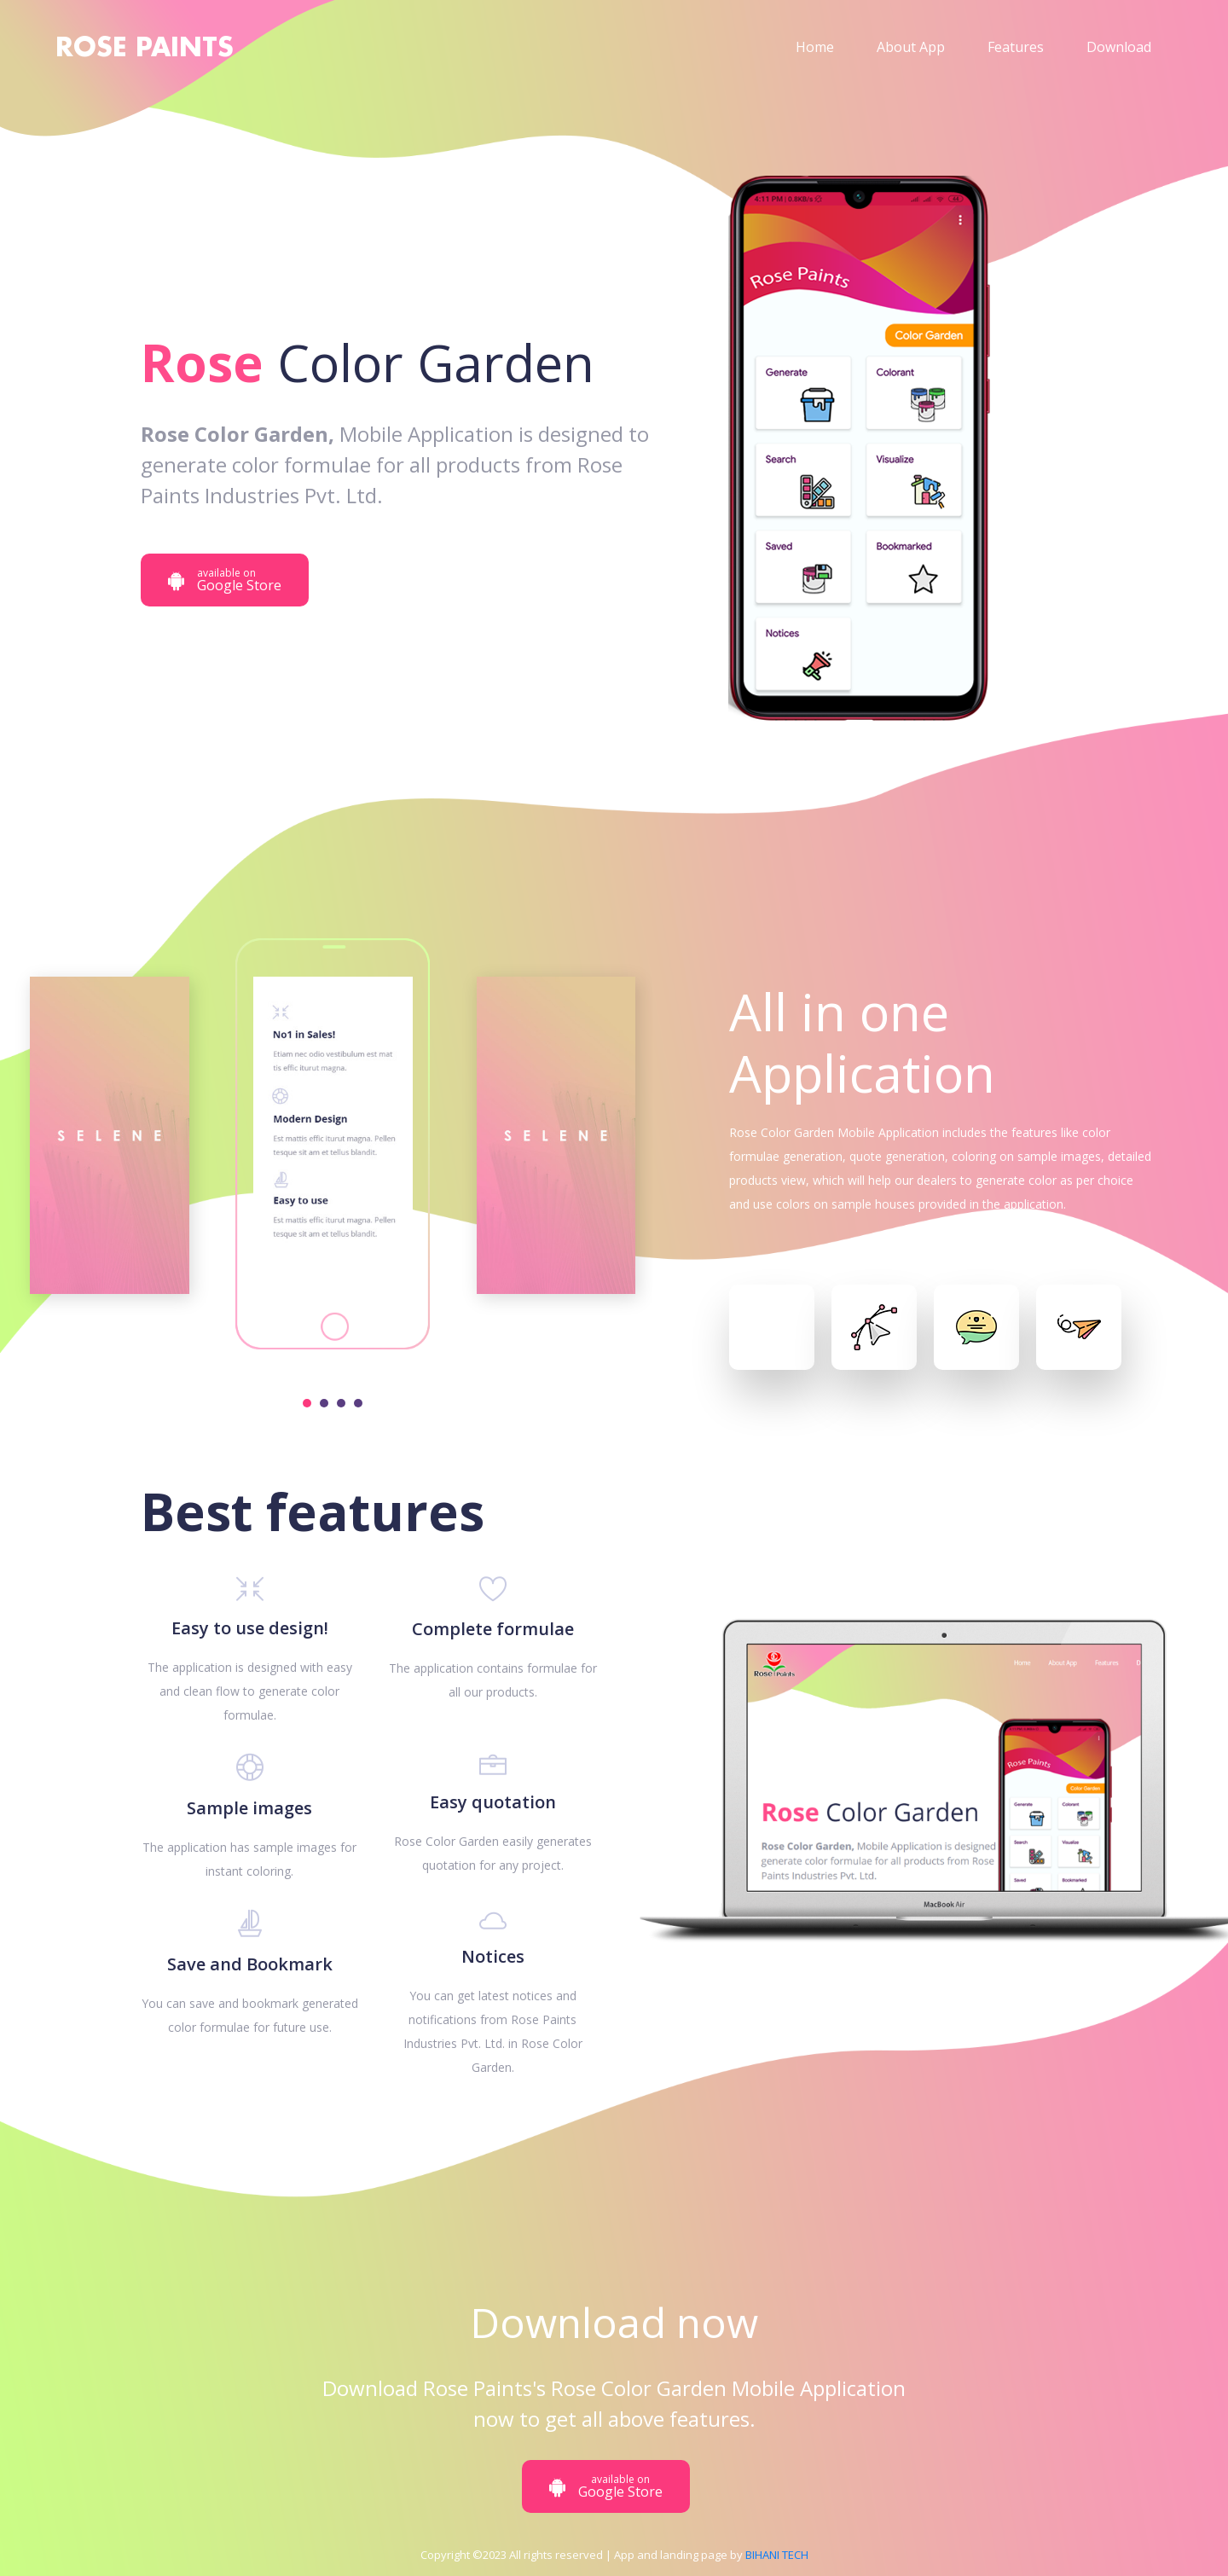 ROSE PAINTS
Home
About App
Features
Download
4:11 PM | 0.8KB/s
Rose Paints
Color Garden
Generate
Colorant
Search
Visualize
Saved
Bookmarked
Notices
Rose Color Garden
Rose Color Garden, Mobile Application is designed to
generate color formulae for all products from Rose
Paints Industries Pvt. Ltd.
available on
Google Store
SELENE
No1 in Sales!
Etiam nec odio vestibulum est mat
tis effic iturut magna.
Modern Design
Est mattis effic iturut magna. Pellen
tesque sit am et tellus blandit.
Easy to use
Est mattis effic iturut magna. Pellen
tesque sit am et tellus blandit.
SELENE
All in one
Application
Rose Color Garden Mobile Application includes the features like color
formulae generation, quote generation, coloring on sample images, detailed
products view, which will help our dealers to generate color as per choice
and use colors on sample houses provided in the application.
Best features
Easy to use design!
The application is designed with easy
and clean flow to generate color
formulae.
Complete formulae
The application contains formulae for
all our products.
Sample images
The application has sample images for
instant coloring.
Easy quotation
Rose Color Garden easily generates
quotation for any project.
Save and Bookmark
You can save and bookmark generated
color formulae for future use.
Notices
You can get latest notices and
notifications from Rose Paints
Industries Pvt. Ltd. in Rose Color
Garden.
Rose Paints
Home
About App
Features
D
Rose Paints
Color Garden
Generate
Colorant
Search
Visualize
Saved
Bookmarked
Rose Color Garden
Rose Color Garden, Mobile Application is designed
generate color formulae for all products from Rose
Paints Industries Pvt. Ltd.
MacBook Air
Download now
Download Rose Paints's Rose Color Garden Mobile Application
now to get all above features.
available on
Google Store
Copyright ©2023 All rights reserved | App and landing page by BIHANI TECH